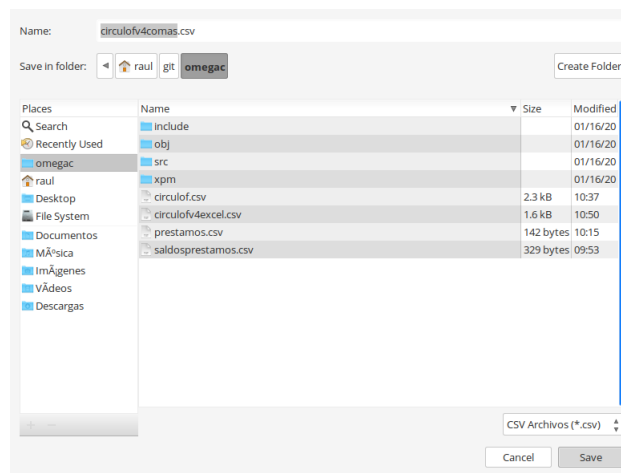 Name: circulofv4comas.csv
Save in folder: raul git omegac Create Folder
Places Name Size Modified
Search include 01/16/20
Recently Used obj 01/16/20
omegac src 01/16/20
raul xpm 01/16/20
Desktop circulof.csv 2.3 kB 10:37
File System circulofv4excel.csv 1.6 kB 10:50
Documentos prestamos.csv 142 bytes 10:15
MÃºsica saldosprestamos.csv 329 bytes 09:53
ImÃ¡genes
VÃdeos
Descargas
CSV Archivos (*.csv)
Cancel Save